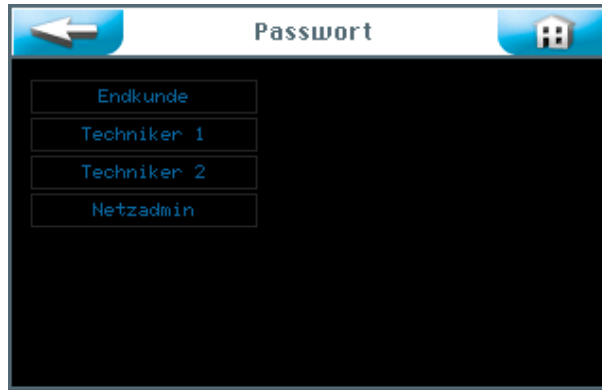 Passwort
Endkunde
Techniker 1
Techniker 2
Netzadmin